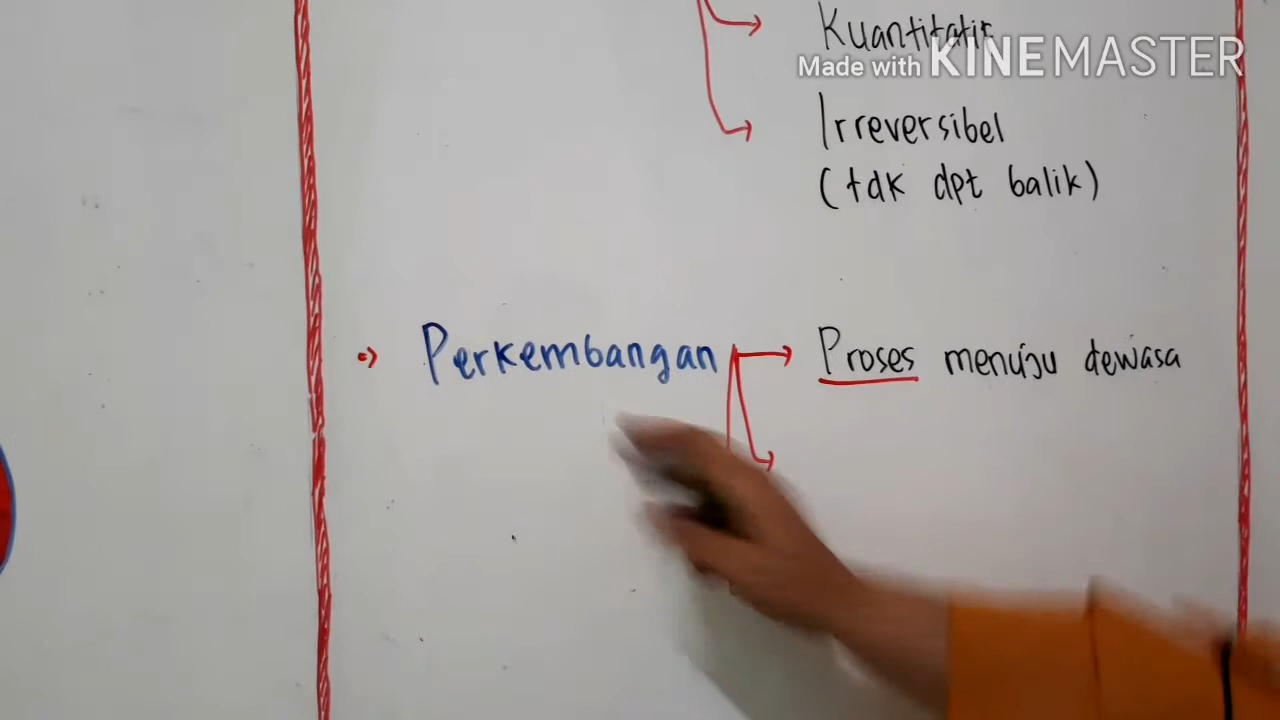 Kuantitatif
Made with KINEMASTER
Irreversibel
(tdk dpt balik)
Perkembangan → Proses menuju dewasa